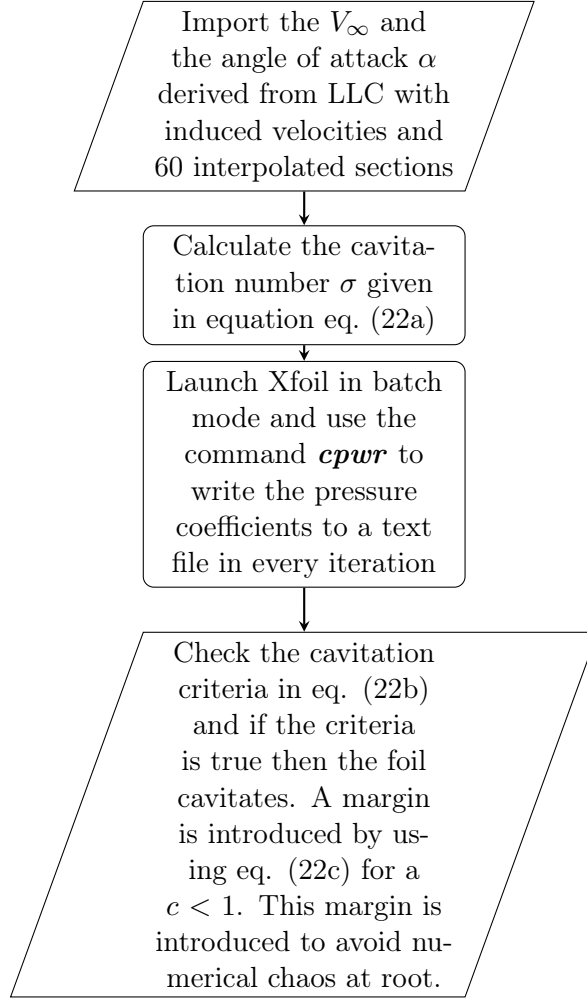 Import the V∞ and
the angle of attack α
derived from LLC with
induced velocities and
60 interpolated sections
Calculate the cavita-
tion number σ given
in equation eq. (22a)
Launch Xfoil in batch
mode and use the
command cpwr to
write the pressure
coefficients to a text
file in every iteration
Check the cavitation
criteria in eq. (22b)
and if the criteria
is true then the foil
cavitates. A margin
is introduced by us-
ing eq. (22c) for a
c < 1. This margin is
introduced to avoid nu-
merical chaos at root.